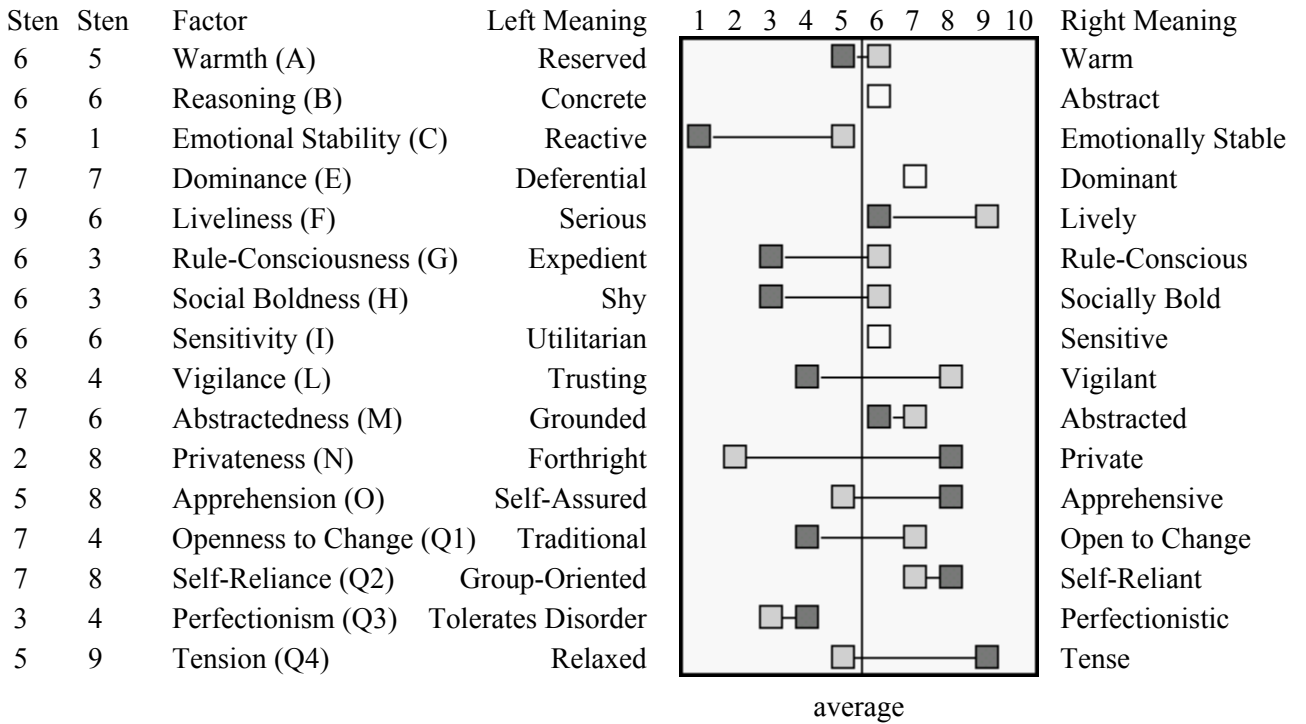 Sten Sten Factor Left Meaning 1 2 3 4 5 6 7 8 9 10 Right Meaning
6 5 Warmth (A) Reserved Warm
6 6 Reasoning (B) Concrete Abstract
5 1 Emotional Stability (C) Reactive Emotionally Stable
7 7 Dominance (E) Deferential Dominant
9 6 Liveliness (F) Serious Lively
6 3 Rule-Consciousness (G) Expedient Rule-Conscious
6 3 Social Boldness (H) Shy Socially Bold
6 6 Sensitivity (I) Utilitarian Sensitive
8 4 Vigilance (L) Trusting Vigilant
7 6 Abstractedness (M) Grounded Abstracted
2 8 Privateness (N) Forthright Private
5 8 Apprehension (O) Self-Assured Apprehensive
7 4 Openness to Change (Q1) Traditional Open to Change
7 8 Self-Reliance (Q2) Group-Oriented Self-Reliant
3 4 Perfectionism (Q3) Tolerates Disorder Perfectionistic
5 9 Tension (Q4) Relaxed Tense
average